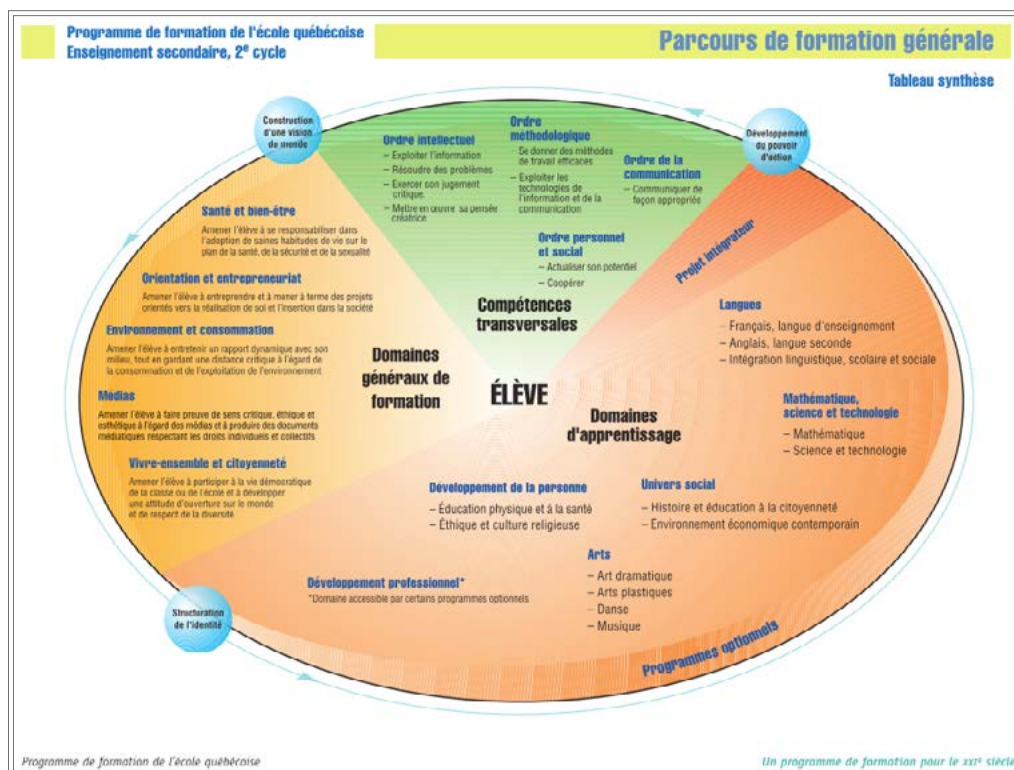 Programme de formation de l'école québécoise
Enseignement secondaire, 2e cycle
Parcours de formation générale
Tableau synthèse
Construction
d'une vision
du monde
Développement
du pouvoir
d'action
Ordre intellectuel
– Exploiter l'information
– Résoudre des problèmes
– Exercer son jugement
critique.
– Mettre en œuvre sa pensée
créatrice
Ordre
méthodologique
– Se donner des méthodes
de travail efficaces
– Exploiter les
technologies de
l'information et de la
communication
Ordre de la
communication
– Communiquer de
façon appropriée
Ordre personnel
et social
– Actualiser son potentiel
– Coopérer
Compétences
transversales
Projet intégrateur
Santé et bien-être
Amener l'élève à se responsabiliser dans
l'adoption de saines habitudes de vie sur le
plan de la santé, de la sécurité et de la sexualité
Orientation et entrepreneuriat
Amener l'élève à entreprendre et à mener à terme des projets
orientés vers la réalisation de soi et l'insertion dans la société
Environnement et consommation
Amener l'élève à entretenir un rapport dynamique avec son
milieu, tout en gardant une distance critique à l'égard de
la consommation et de l'exploitation de l'environnement
Médias
Amener l'élève à faire preuve de sens critique, éthique et
esthétique à l'égard des médias et à produire des documents
médiatiques respectant les droits individuels et collectifs
Vivre-ensemble et citoyenneté
Amener l'élève à participer à la vie démocratique
de la classe ou de l'école et à développer
une attitude d'ouverture sur le monde
et de respect de la diversité
Domaines
généraux de
formation
ÉLÈVE
Domaines
d'apprentissage
Langues
– Français, langue d'enseignement
– Anglais, langue seconde
– Intégration linguistique, scolaire et sociale
Mathématique,
science et technologie
– Mathématique
– Science et technologie
Univers social
– Histoire et éducation à la citoyenneté
– Environnement économique contemporain
Développement de la personne
– Éducation physique et à la santé
– Éthique et culture religieuse
Arts
– Art dramatique
– Arts plastiques
– Danse
– Musique
Développement professionnel*
*Domaine accessible par certains programmes optionnels
Structuration
de l'identité
Programmes optionnels
Programme de formation de l'école québécoise
Un programme de formation pour le XXIe siècle